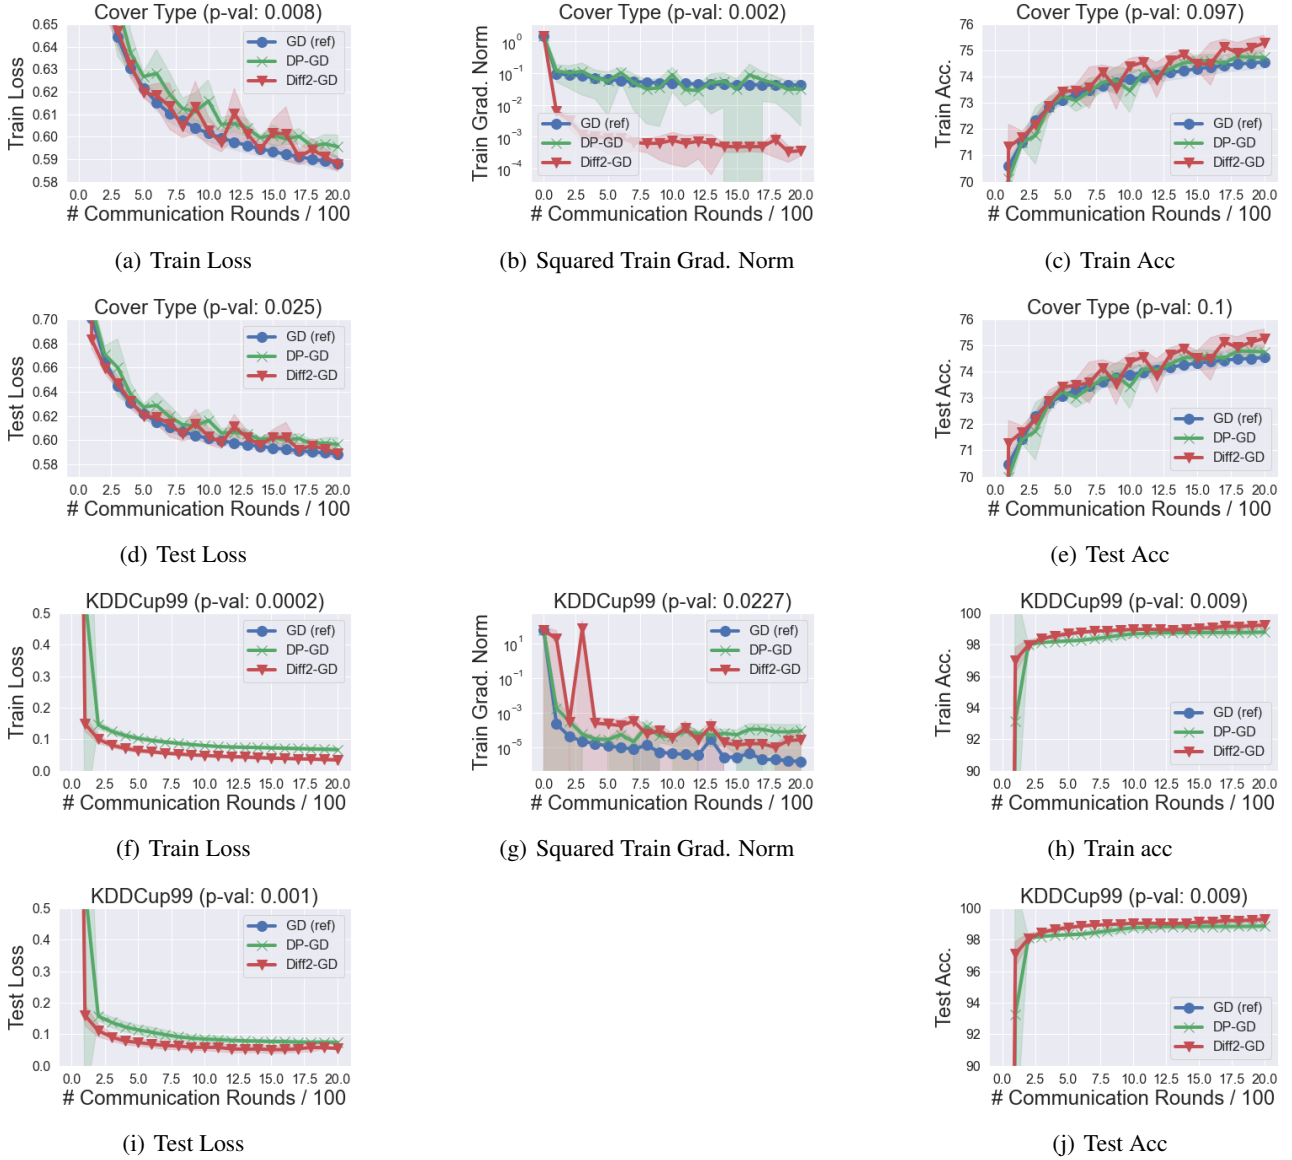 Cover Type (p-val: 0.008)
Train Loss
0.65
0.64
0.63
0.62
0.61
0.60
0.59
0.58
GD (ref)
DP-GD
Diff2-GD
0.0 2.5 5.0 7.5 10.0 12.5 15.0 17.5 20.0
# Communication Rounds / 100
(a) Train Loss
Cover Type (p-val: 0.002)
Train Grad. Norm
10^0
10^-1
10^-2
10^-3
10^-4
GD (ref)
DP-GD
Diff2-GD
0.0 2.5 5.0 7.5 10.0 12.5 15.0 17.5 20.0
# Communication Rounds / 100
(b) Squared Train Grad. Norm
Cover Type (p-val: 0.097)
Train Acc.
76
75
74
73
72
71
70
GD (ref)
DP-GD
Diff2-GD
0.0 2.5 5.0 7.5 10.0 12.5 15.0 17.5 20.0
# Communication Rounds / 100
(c) Train Acc
Cover Type (p-val: 0.025)
Test Loss
0.70
0.68
0.66
0.64
0.62
0.60
0.58
GD (ref)
DP-GD
Diff2-GD
0.0 2.5 5.0 7.5 10.0 12.5 15.0 17.5 20.0
# Communication Rounds / 100
(d) Test Loss
Cover Type (p-val: 0.1)
Test Acc.
76
75
74
73
72
71
70
GD (ref)
DP-GD
Diff2-GD
0.0 2.5 5.0 7.5 10.0 12.5 15.0 17.5 20.0
# Communication Rounds / 100
(e) Test Acc
KDDCup99 (p-val: 0.0002)
Train Loss
0.5
0.4
0.3
0.2
0.1
0.0
GD (ref)
DP-GD
Diff2-GD
0.0 2.5 5.0 7.5 10.0 12.5 15.0 17.5 20.0
# Communication Rounds / 100
(f) Train Loss
KDDCup99 (p-val: 0.0227)
Train Grad. Norm
10^1
10^-1
10^-3
10^-5
GD (ref)
DP-GD
Diff2-GD
0.0 2.5 5.0 7.5 10.0 12.5 15.0 17.5 20.0
# Communication Rounds / 100
(g) Squared Train Grad. Norm
KDDCup99 (p-val: 0.009)
Train Acc.
100
98
96
94
92
90
GD (ref)
DP-GD
Diff2-GD
0.0 2.5 5.0 7.5 10.0 12.5 15.0 17.5 20.0
# Communication Rounds / 100
(h) Train acc
KDDCup99 (p-val: 0.001)
Test Loss
0.5
0.4
0.3
0.2
0.1
0.0
GD (ref)
DP-GD
Diff2-GD
0.0 2.5 5.0 7.5 10.0 12.5 15.0 17.5 20.0
# Communication Rounds / 100
(i) Test Loss
KDDCup99 (p-val: 0.009)
Test Acc.
100
98
96
94
92
90
GD (ref)
DP-GD
Diff2-GD
0.0 2.5 5.0 7.5 10.0 12.5 15.0 17.5 20.0
# Communication Rounds / 100
(j) Test Acc